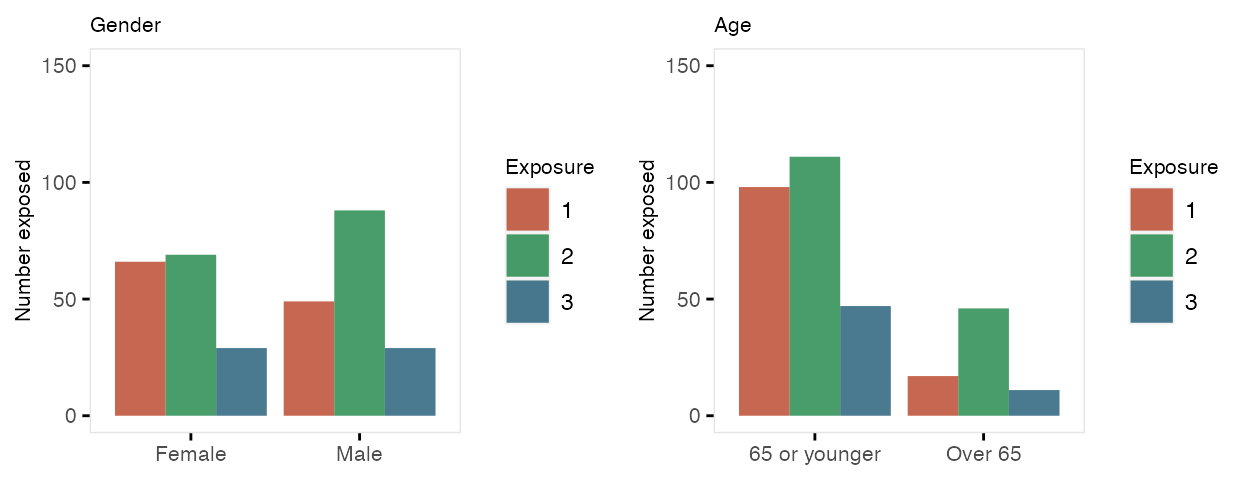 Gender
150
100
50
0
Number exposed
Female
Male
Exposure
1
2
3
Age
150
100
50
0
Number exposed
65 or younger
Over 65
Exposure
1
2
3